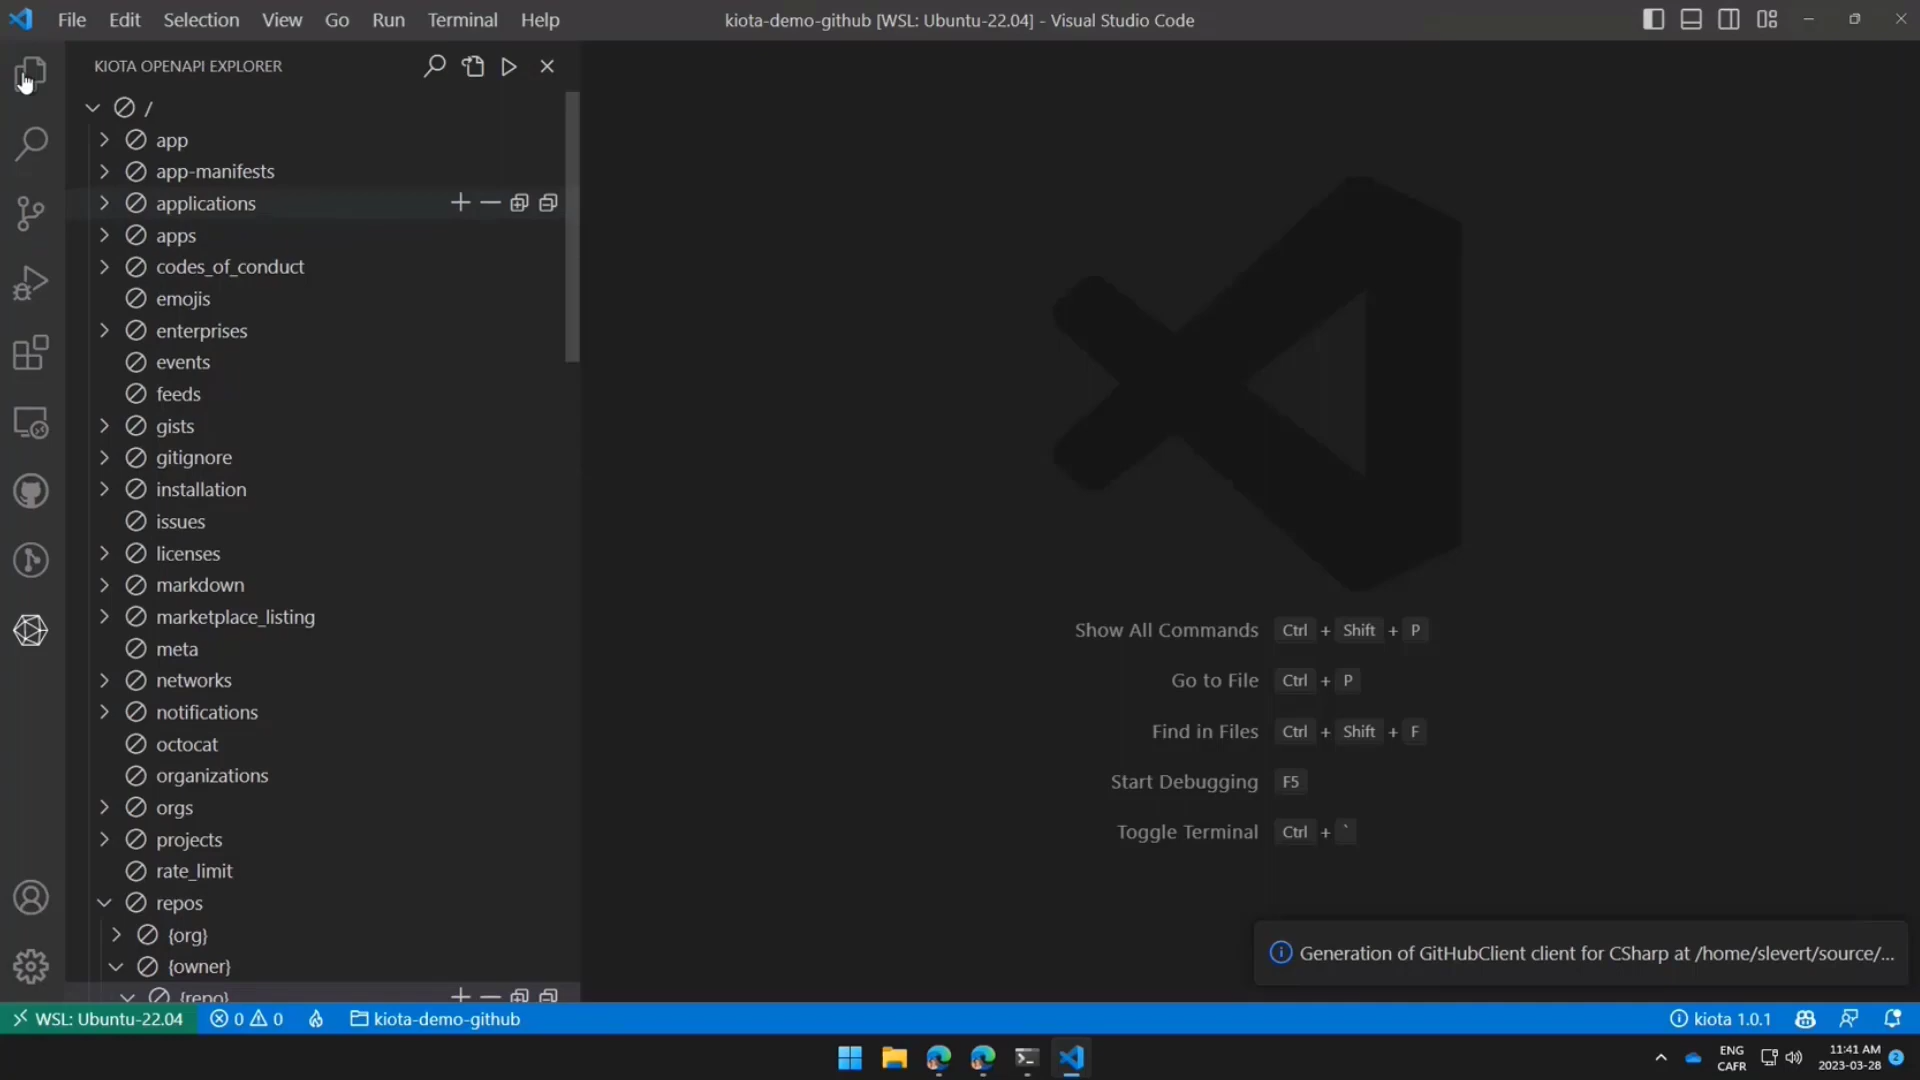 File Edit Selection View Go Run Terminal Help
kiota-demo-github [WSL: Ubuntu-22.04] - Visual Studio Code
KIOTA OPENAPI EXPLORER
/
app
app-manifests
applications
apps
codes_of_conduct
emojis
enterprises
events
feeds
gists
gitignore
installation
issues
licenses
markdown
marketplace_listing
meta
networks
notifications
octocat
organizations
orgs
projects
rate_limit
repos
{org}
{owner}
{repo}
Show All Commands Ctrl + Shift + P
Go to File Ctrl + P
Find in Files Ctrl + Shift + F
Start Debugging F5
Toggle Terminal Ctrl + `
Generation of GitHubClient client for CSharp at /home/slevert/source/...
WSL: Ubuntu-22.04 0 0 kiota-demo-github kiota 1.0.1
ENG
CAFR
11:41 AM
2023-03-28
2